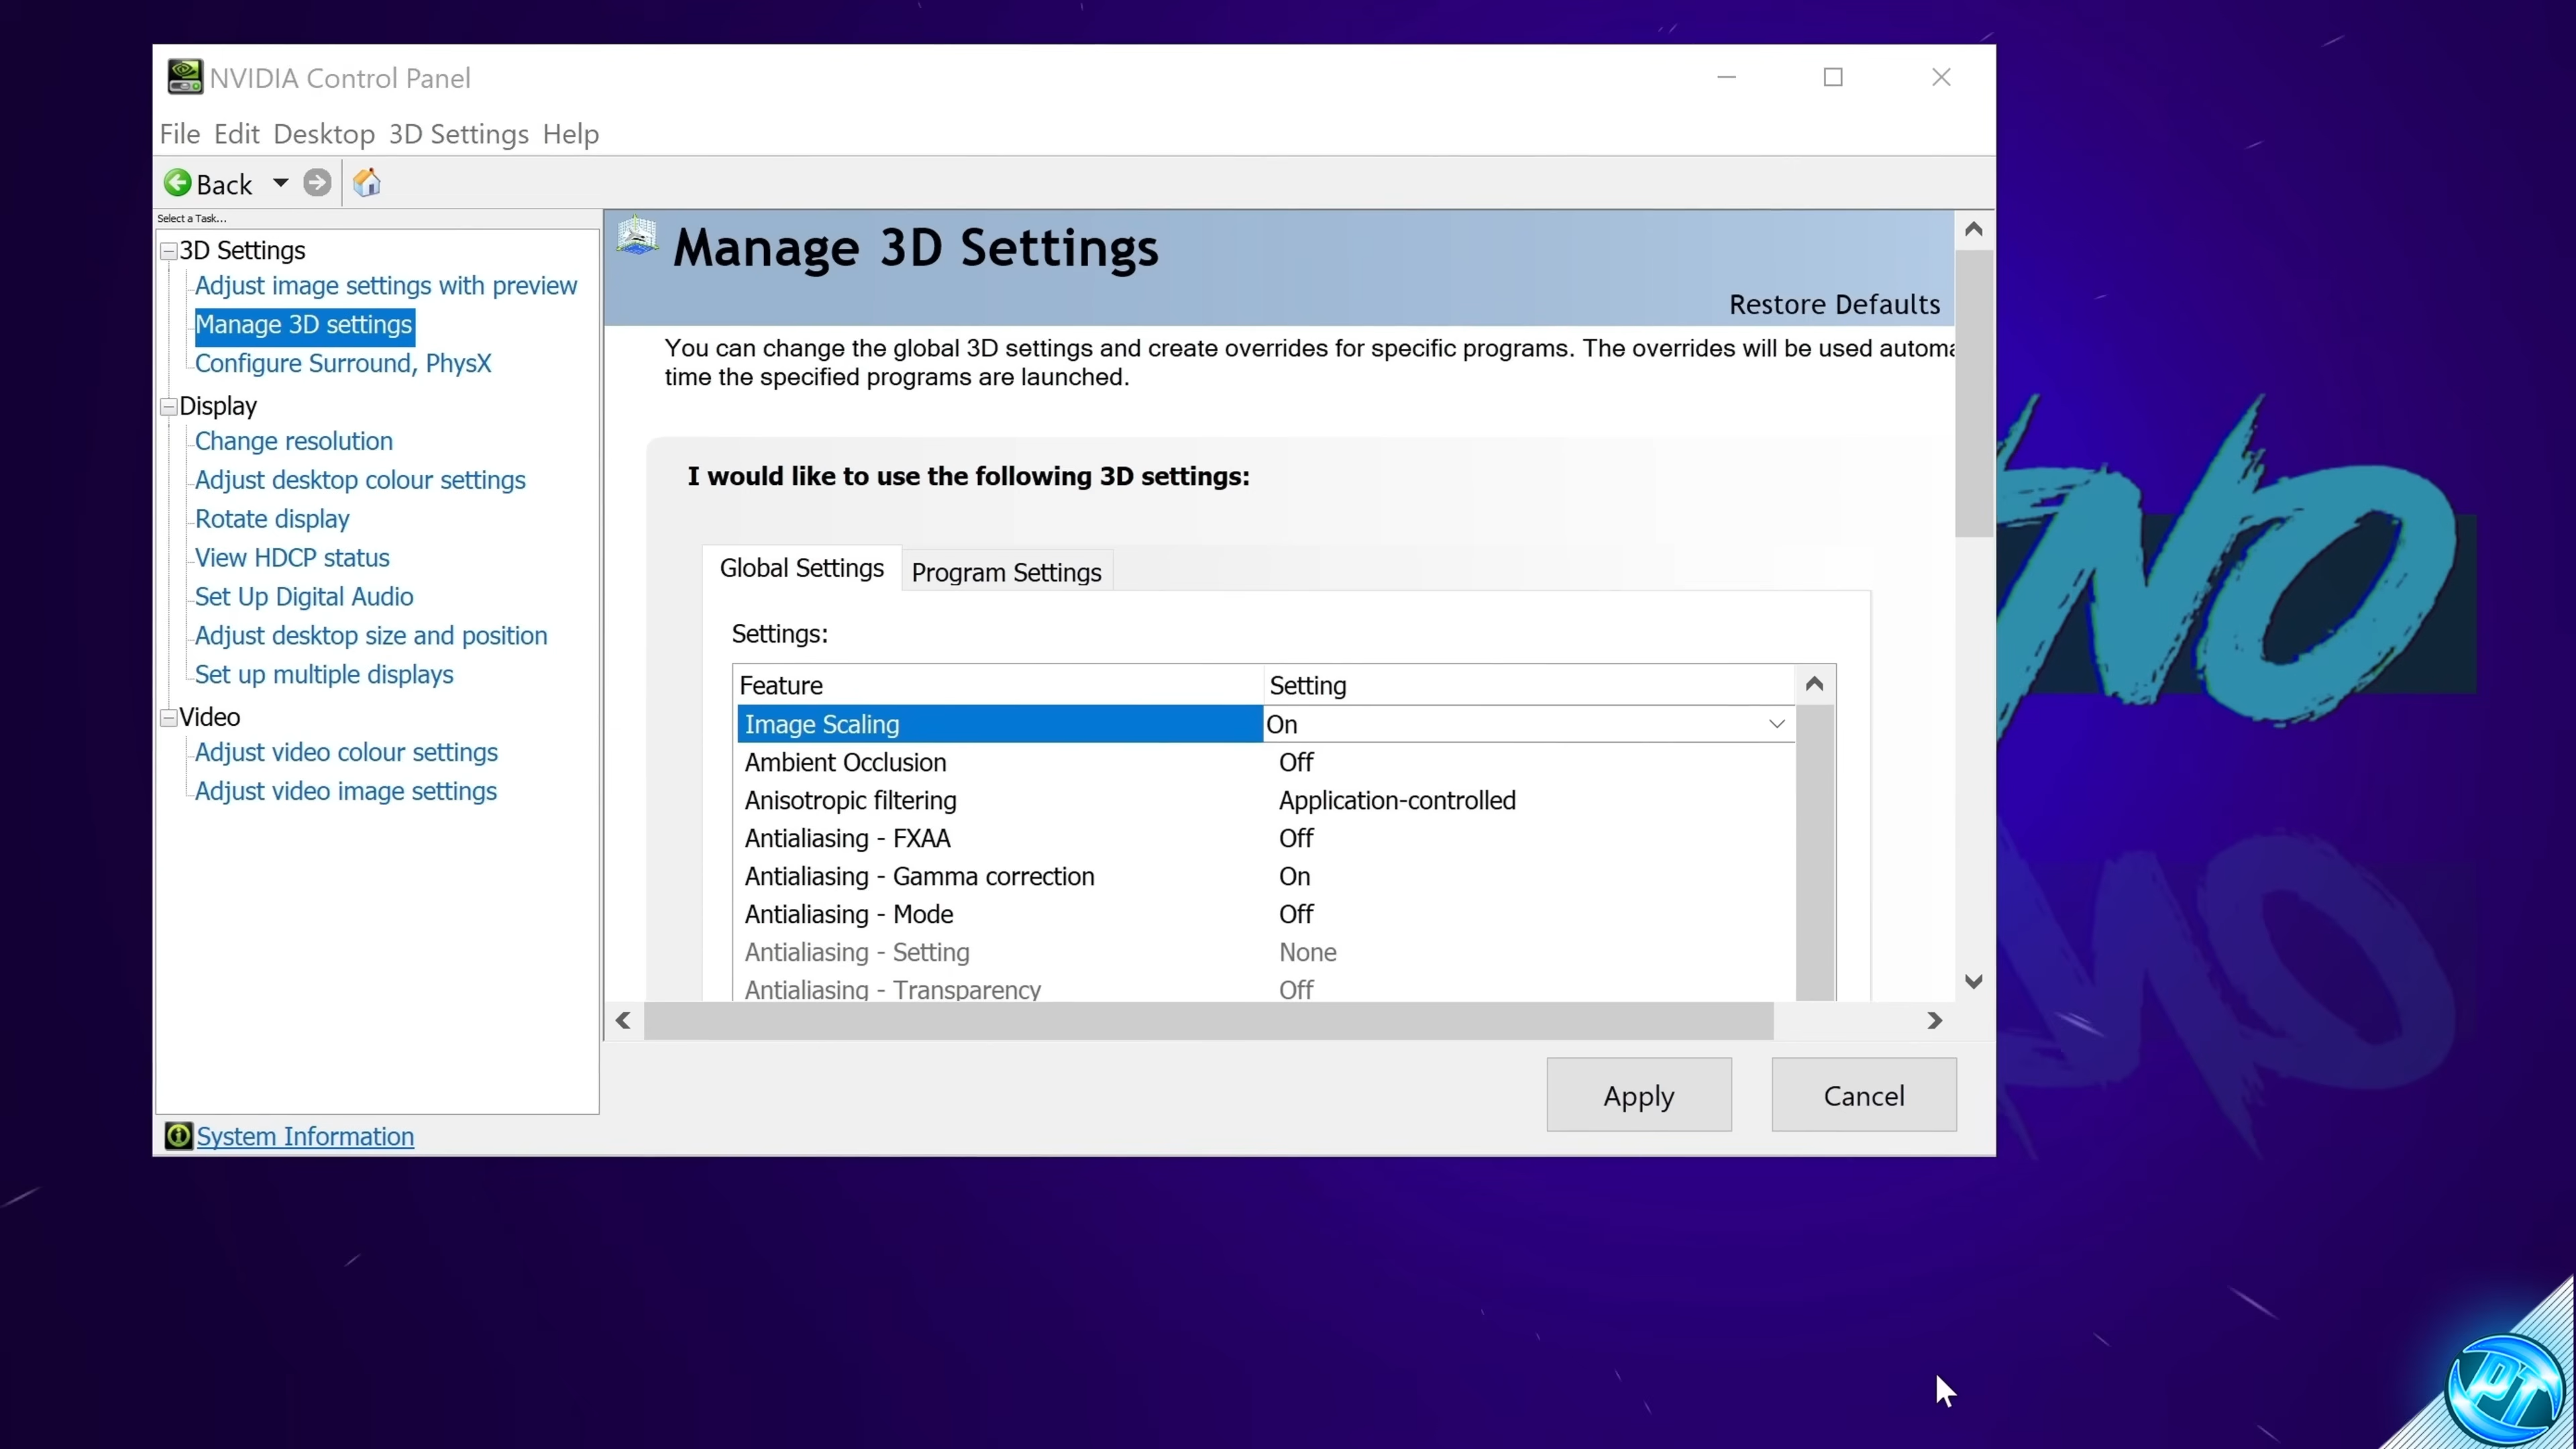 NVIDIA Control Panel
File Edit Desktop 3D Settings Help
Back
Select a Task...
3D Settings
Adjust image settings with preview
Manage 3D settings
Configure Surround, PhysX
Display
Change resolution
Adjust desktop colour settings
Rotate display
View HDCP status
Set Up Digital Audio
Adjust desktop size and position
Set up multiple displays
Video
Adjust video colour settings
Adjust video image settings
System Information
Manage 3D Settings
Restore Defaults
You can change the global 3D settings and create overrides for specific programs. The overrides will be used automa
time the specified programs are launched.
I would like to use the following 3D settings:
Global Settings Program Settings
Settings:
Feature Setting
Image Scaling On
Ambient Occlusion Off
Anisotropic filtering Application-controlled
Antialiasing - FXAA Off
Antialiasing - Gamma correction On
Antialiasing - Mode Off
Antialiasing - Setting None
Antialiasing - Transparency Off
Apply Cancel
NO
PT